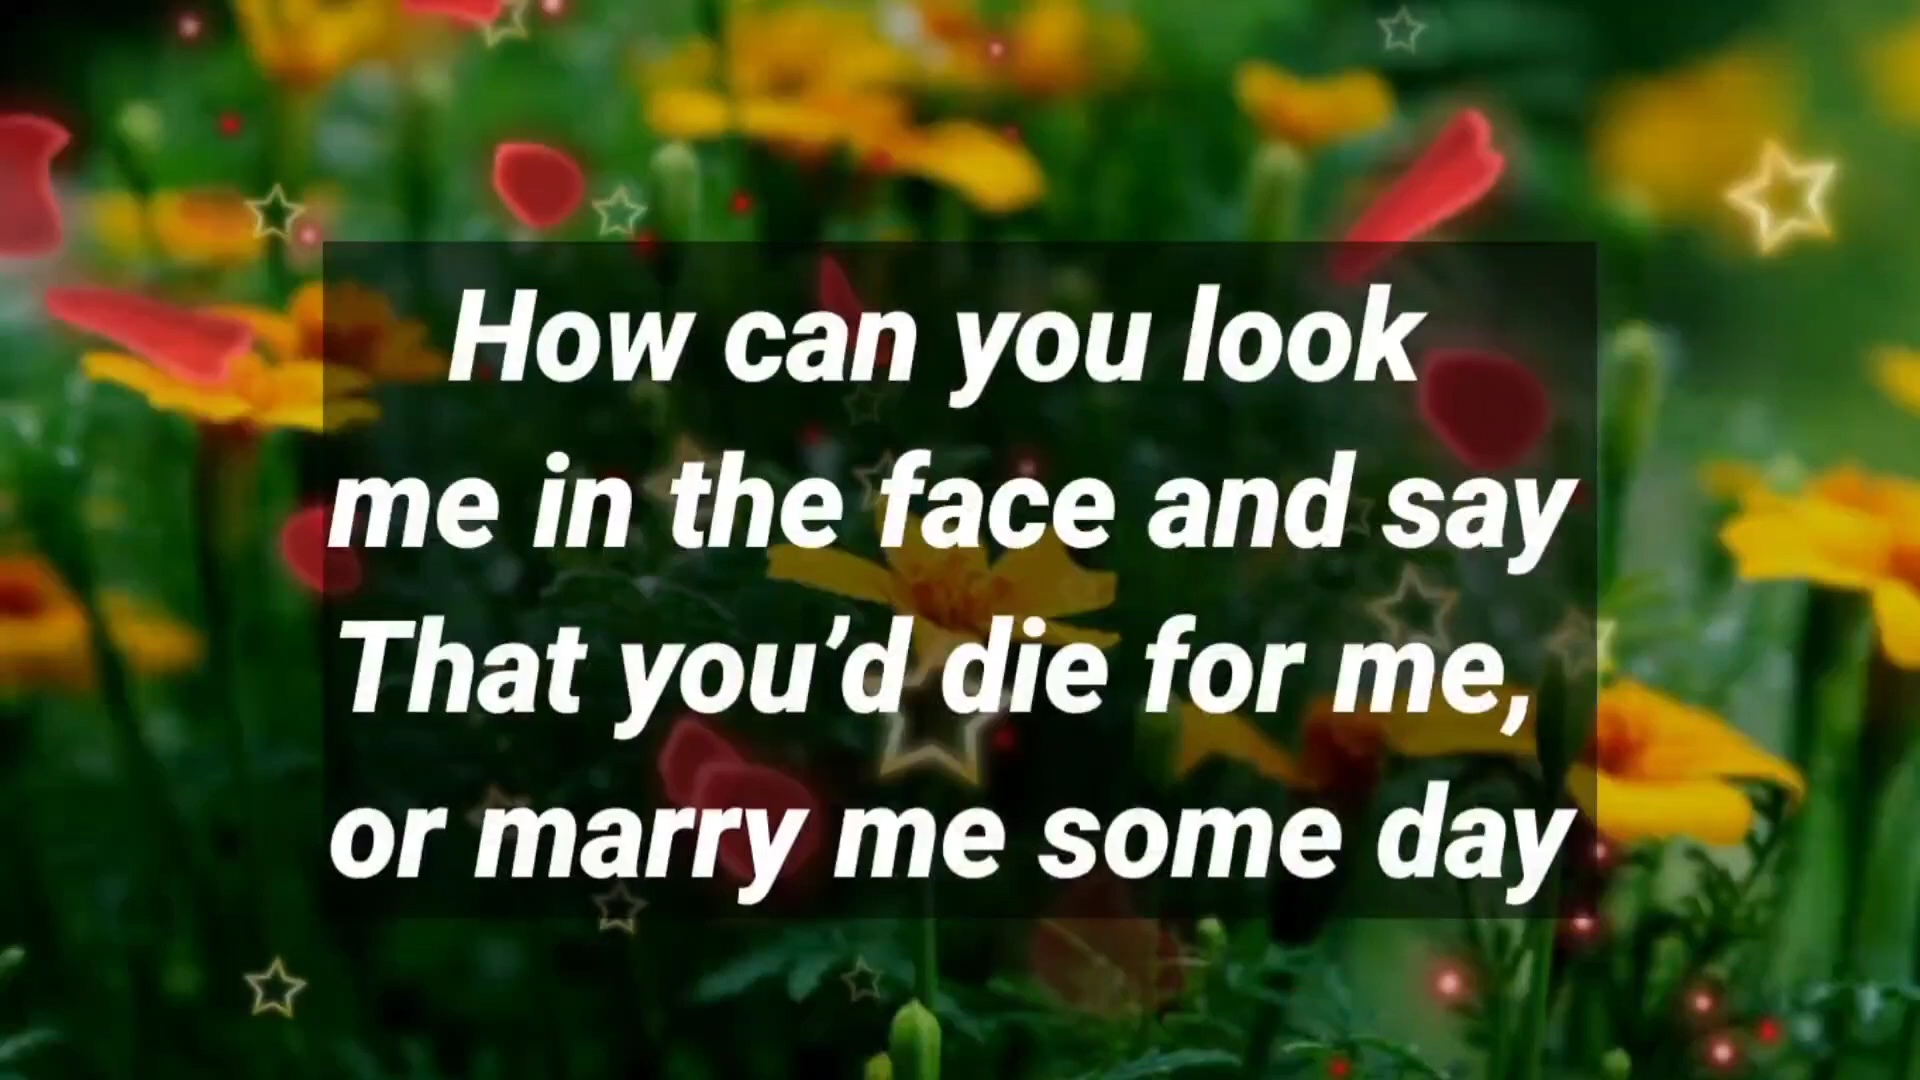 How can you look
me in the face and say
That you’d die for me,
or marry me some day